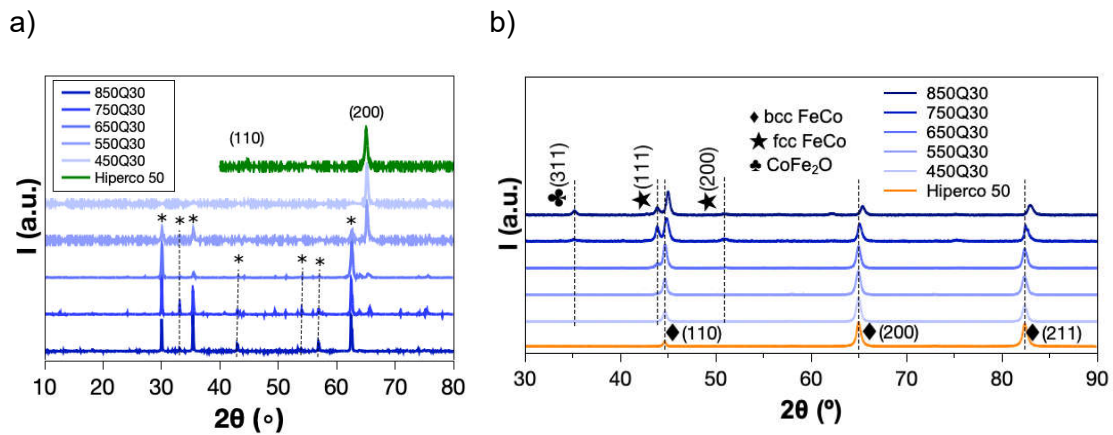 a)
850Q30
750Q30
650Q30
550Q30
450Q30
Hiperco 50
(110)
(200)
* * *
*
* *
*
I (a.u.)
10 20 30 40 50 60 70 80
2θ (∘)
b)
♦ bcc FeCo
★ fcc FeCo
♣ CoFe₂O
850Q30
750Q30
650Q30
550Q30
450Q30
Hiperco 50
♣(311)
★(111)
★(200)
♦(110)
♦(200)
♦(211)
I (a.u.)
30 40 50 60 70 80 90
2θ (º)